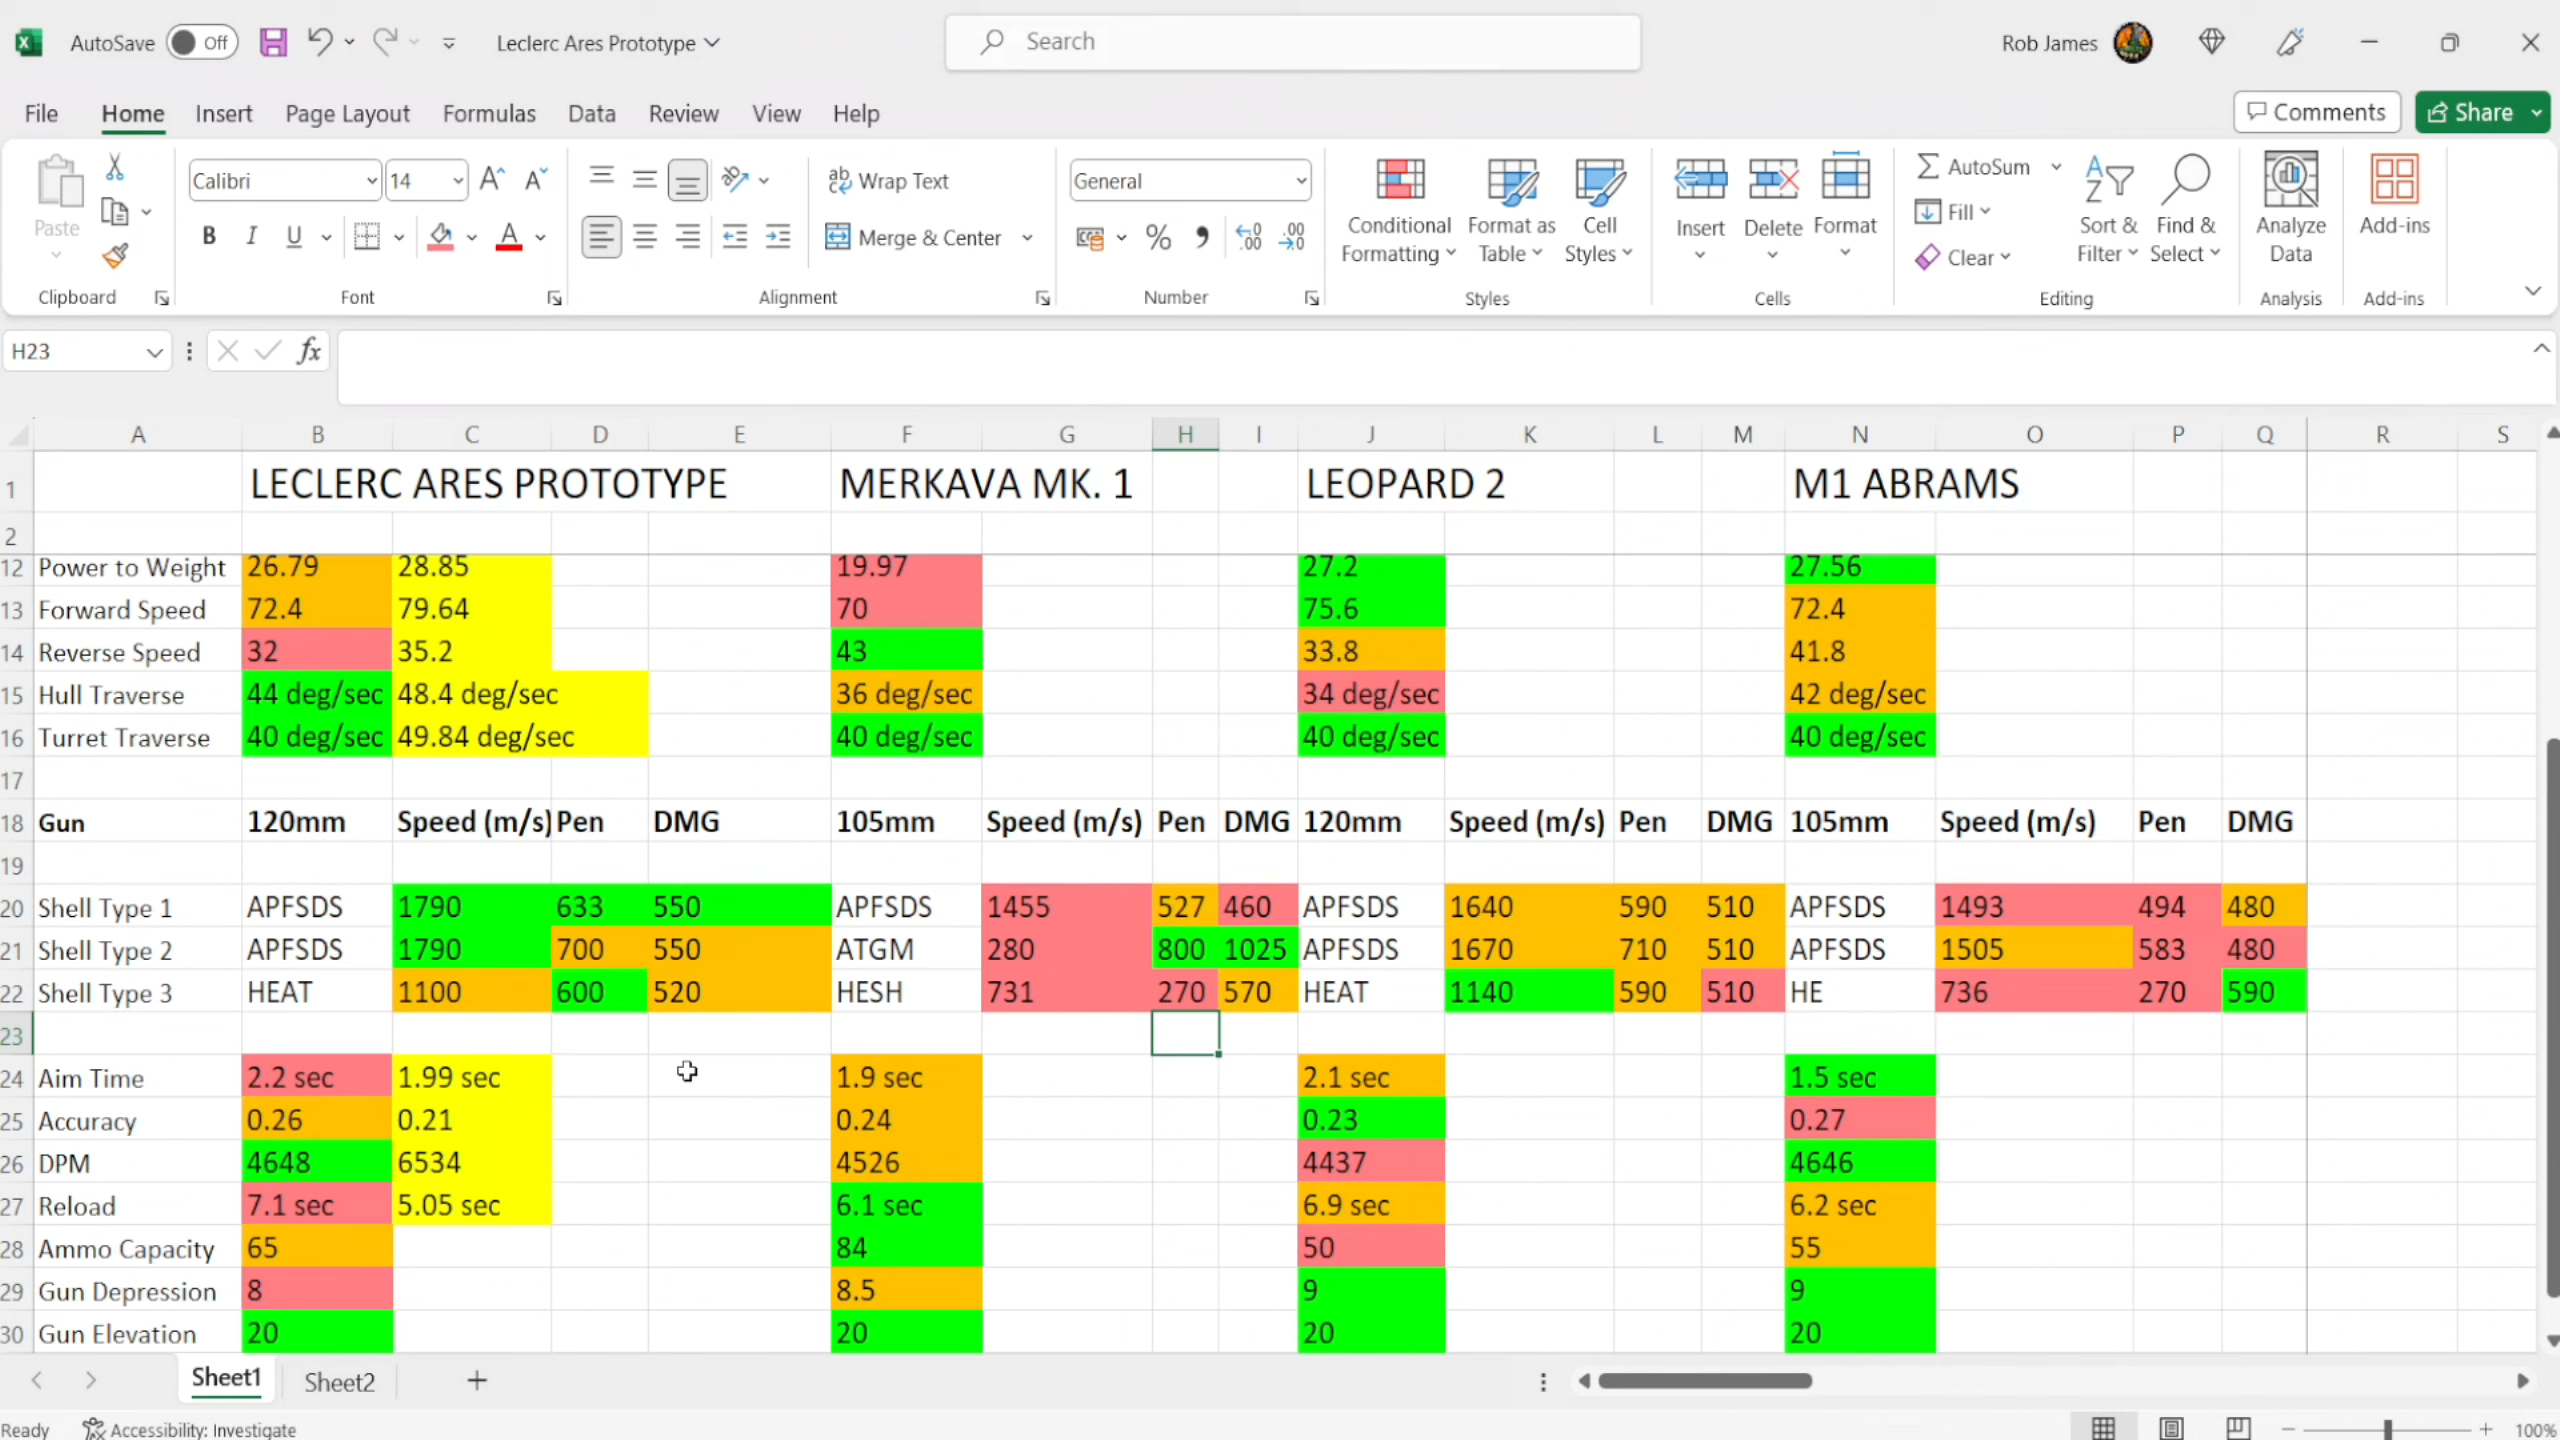 AutoSave Off Leclerc Ares Prototype Search Rob James
File Home Insert Page Layout Formulas Data Review View Help Comments Share
Paste Calibri 14 Wrap Text General Conditional Formatting Format as Table Cell Styles Insert Delete Format AutoSum Fill Clear Sort & Filter Find & Select Analyze Data Add-ins
B I U A Merge & Center % 9
Clipboard Font Alignment Number Styles Cells Editing Analysis Add-ins
H23 fx
A B C D E F G H I J K L M N O P Q R S
1 LECLERC ARES PROTOTYPE MERKAVA MK. 1 LEOPARD 2 M1 ABRAMS
2
12 Power to Weight 26.79 28.85 19.97 27.2 27.56
13 Forward Speed 72.4 79.64 70 75.6 72.4
14 Reverse Speed 32 35.2 43 33.8 41.8
15 Hull Traverse 44 deg/sec 48.4 deg/sec 36 deg/sec 34 deg/sec 42 deg/sec
16 Turret Traverse 40 deg/sec 49.84 deg/sec 40 deg/sec 40 deg/sec 40 deg/sec
17
18 Gun 120mm Speed (m/s) Pen DMG 105mm Speed (m/s) Pen DMG 120mm Speed (m/s) Pen DMG 105mm Speed (m/s) Pen DMG
19
20 Shell Type 1 APFSDS 1790 633 550 APFSDS 1455 527 460 APFSDS 1640 590 510 APFSDS 1493 494 480
21 Shell Type 2 APFSDS 1790 700 550 ATGM 280 800 1025 APFSDS 1670 710 510 APFSDS 1505 583 480
22 Shell Type 3 HEAT 1100 600 520 HESH 731 270 570 HEAT 1140 590 510 HE 736 270 590
23
24 Aim Time 2.2 sec 1.99 sec 1.9 sec 2.1 sec 1.5 sec
25 Accuracy 0.26 0.21 0.24 0.23 0.27
26 DPM 4648 6534 4526 4437 4646
27 Reload 7.1 sec 5.05 sec 6.1 sec 6.9 sec 6.2 sec
28 Ammo Capacity 65 84 50 55
29 Gun Depression 8 8.5 9 9
30 Gun Elevation 20 20 20 20
Sheet1 Sheet2
Ready Accessibility: Investigate 100%